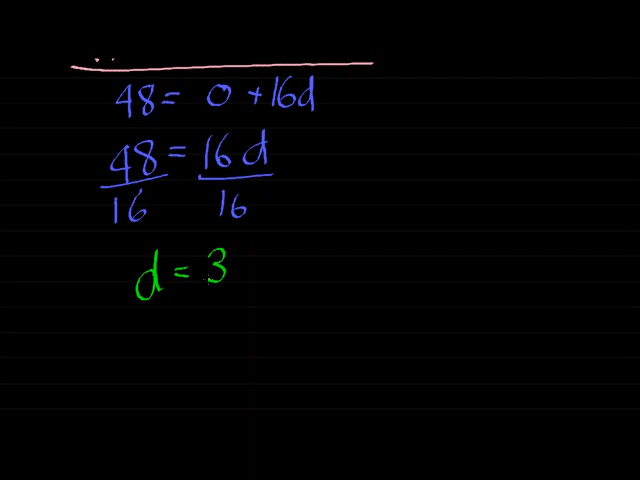 48 = 0 + 16d
48 = 16d
16 16
d = 3